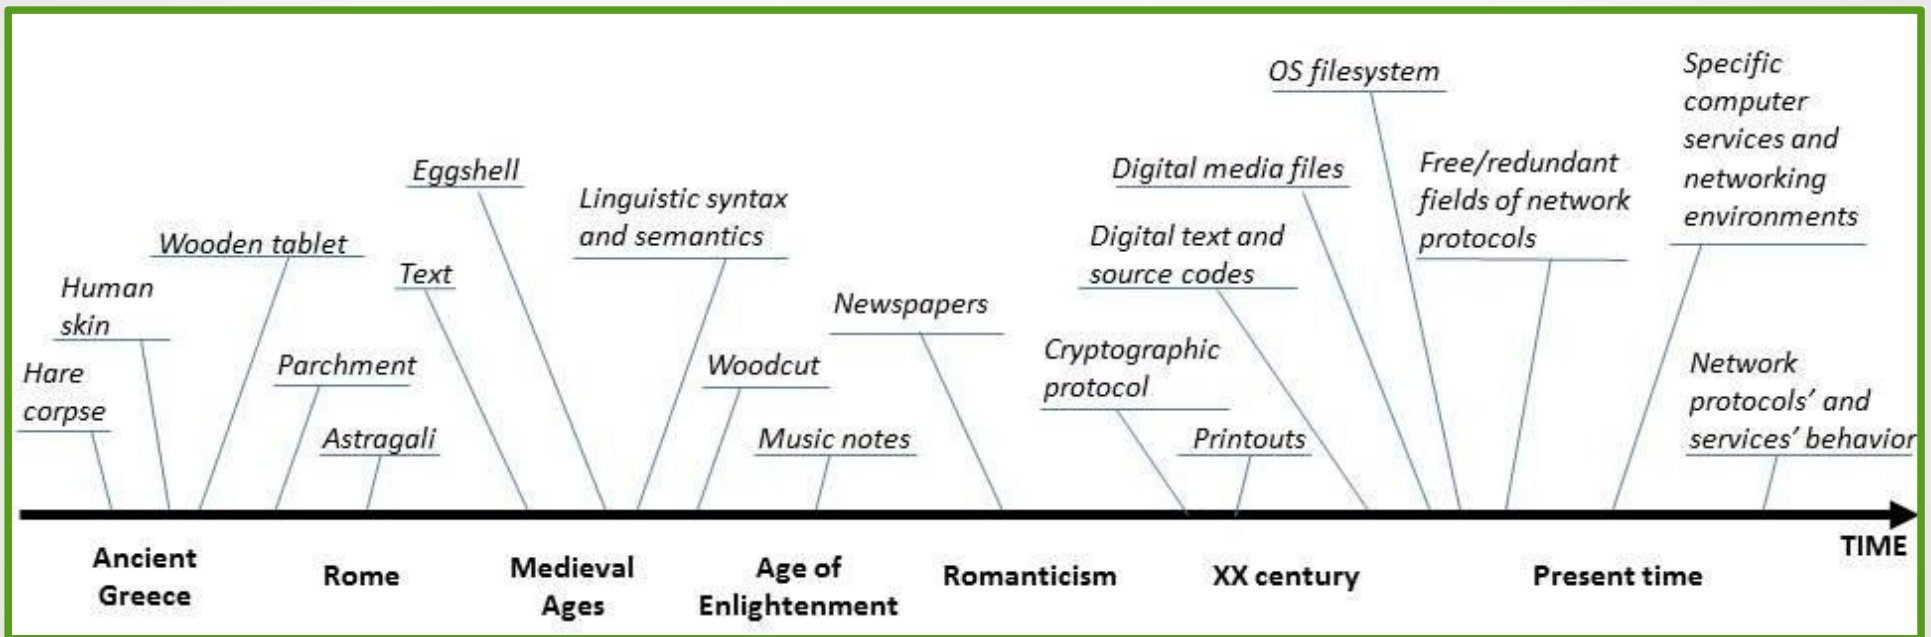 Hare
corpse
Human
skin
Wooden tablet
Parchment
Astragali
Text
Eggshell
Linguistic syntax
and semantics
Woodcut
Music notes
Newspapers
Cryptographic
protocol
Printouts
Digital text and
source codes
Digital media files
OS filesystem
Free/redundant
fields of network
protocols
Specific
computer
services and
networking
environments
Network
protocols’ and
services’ behavior
TIME
Ancient
Greece
Rome
Medieval
Ages
Age of
Enlightenment
Romanticism
XX century
Present time